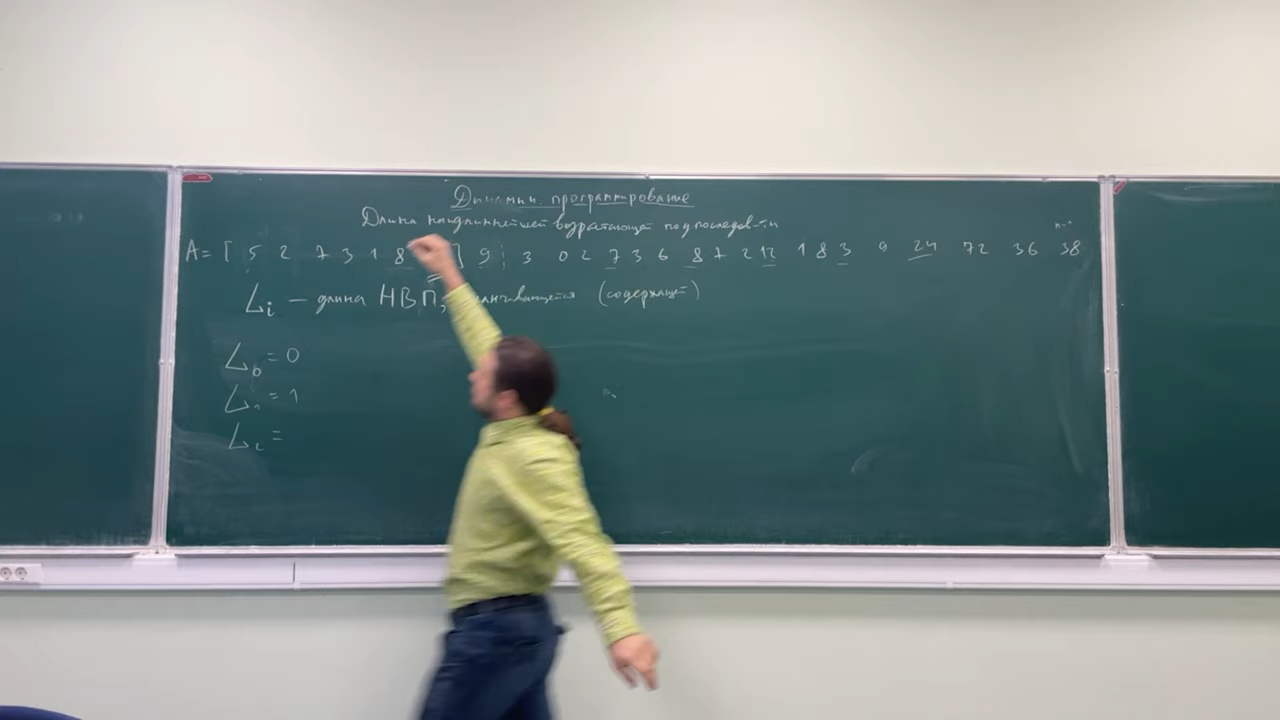 Динамич. программирование
Длина наидлиннейшей возрастающей подпоследов-ти
A = [ 5 2 7 3 1 8 ] 9 3 0 2 7 3 6 8 7 2 12 1 8 3 9 24 72 36 38
Li — длина НВП, (содержащ)
L0 = 0
L1 = 1
L2 =